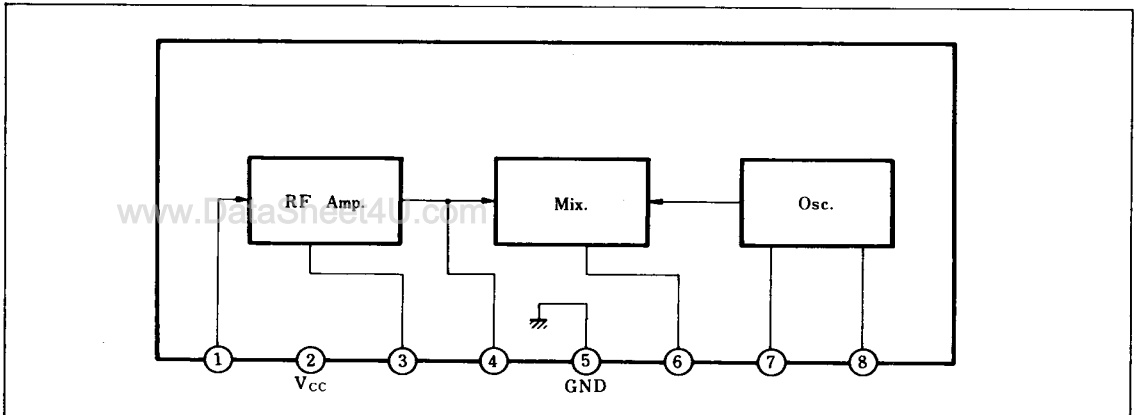 RF Amp.
Mix.
Osc.
www.DataSheet4U.com
1 2 3 4 5 6 7 8
VCC
GND